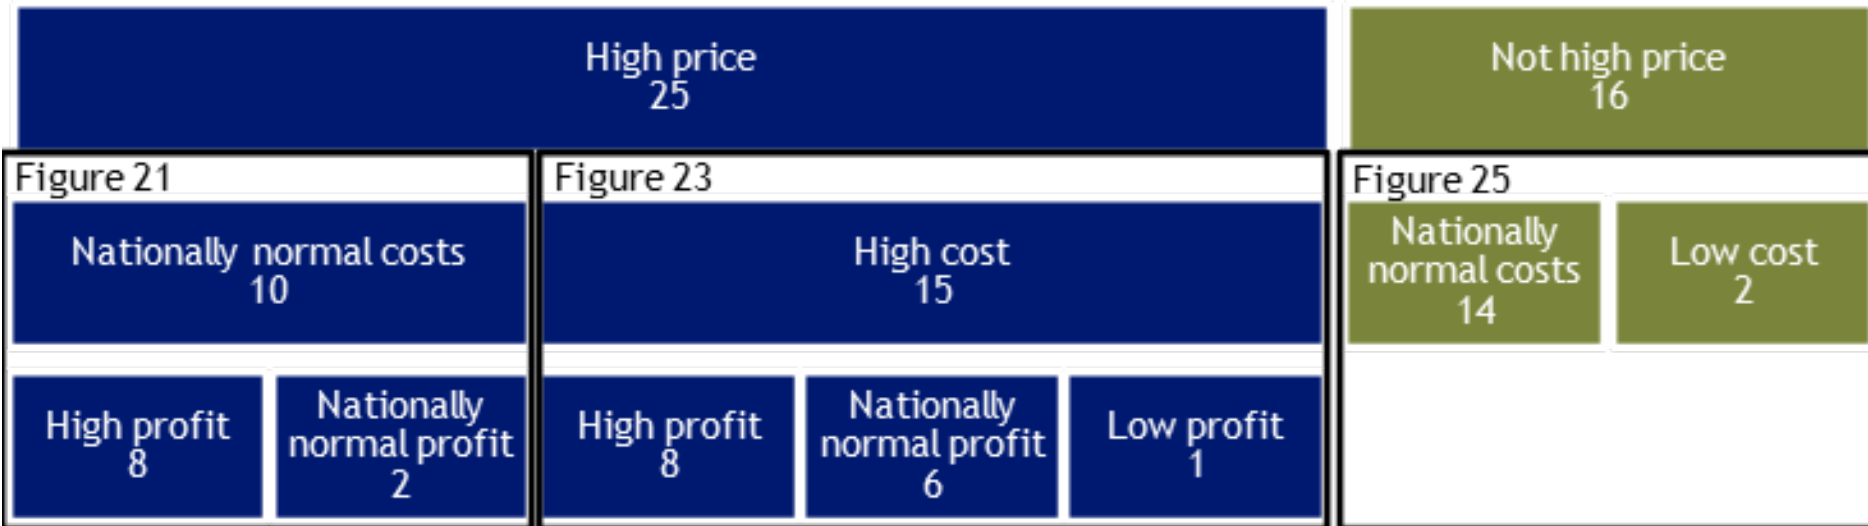 High price
25
Not high price
16
Figure 21
Nationally normal costs
10
High profit
8
Nationally
normal profit
2
Figure 23
High cost
15
High profit
8
Nationally
normal profit
6
Low profit
1
Figure 25
Nationally
normal costs
14
Low cost
2